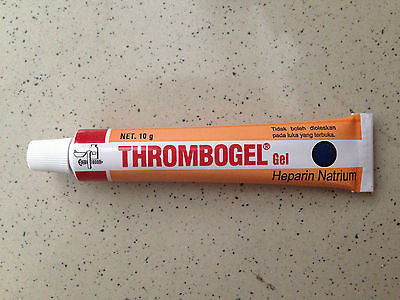 NET. 10 g
THROMBOGEL® Gel
Tidak boleh dioleskan
pada luka yang terbuka.
Heparin Natrium